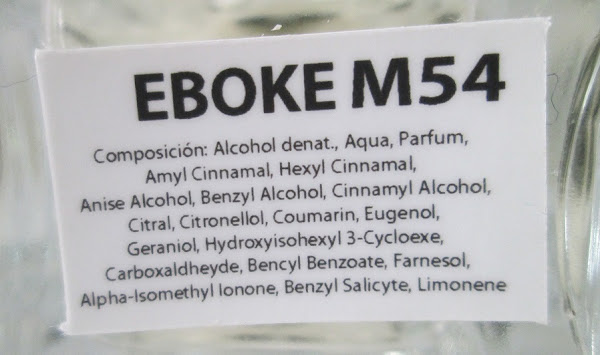 EBOKE M54
Composición: Alcohol denat., Aqua, Parfum,
Amyl Cinnamal, Hexyl Cinnamal,
Anise Alcohol, Benzyl Alcohol, Cinnamyl Alcohol,
Citral, Citronellol, Coumarin, Eugenol,
Geraniol, Hydroxyisohexyl 3-Cycloexe,
Carboxaldheyde, Bencyl Benzoate, Farnesol,
Alpha-Isomethyl Ionone, Benzyl Salicyte, Limonene